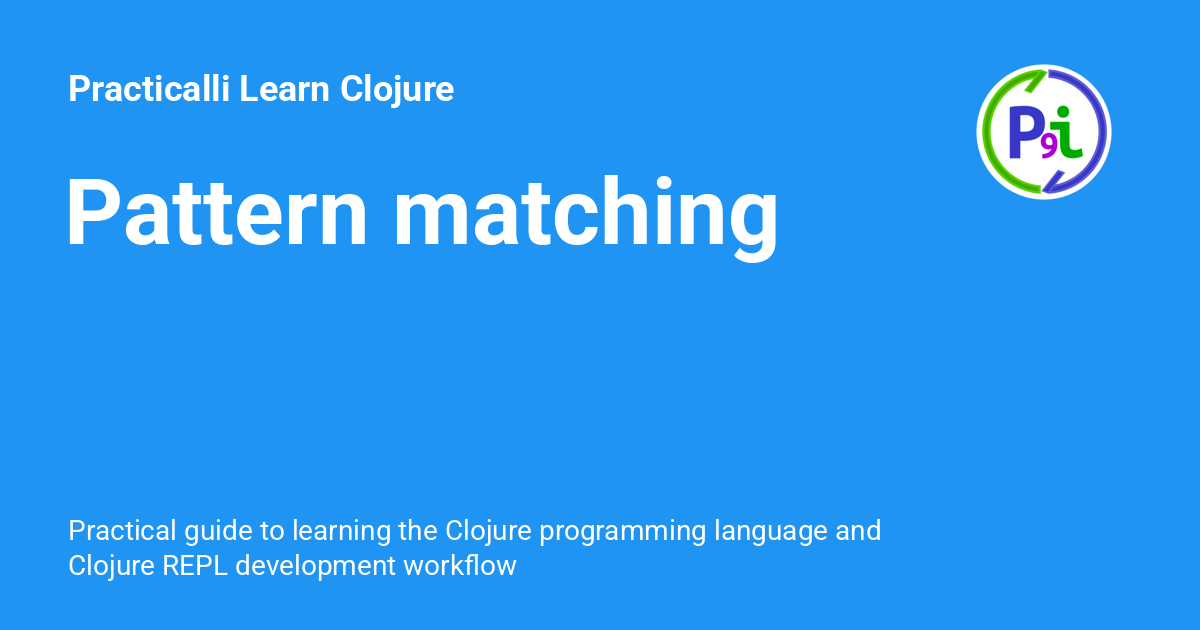 Practicalli Learn Clojure
P9i
Pattern matching
Practical guide to learning the Clojure programming language and
Clojure REPL development workflow